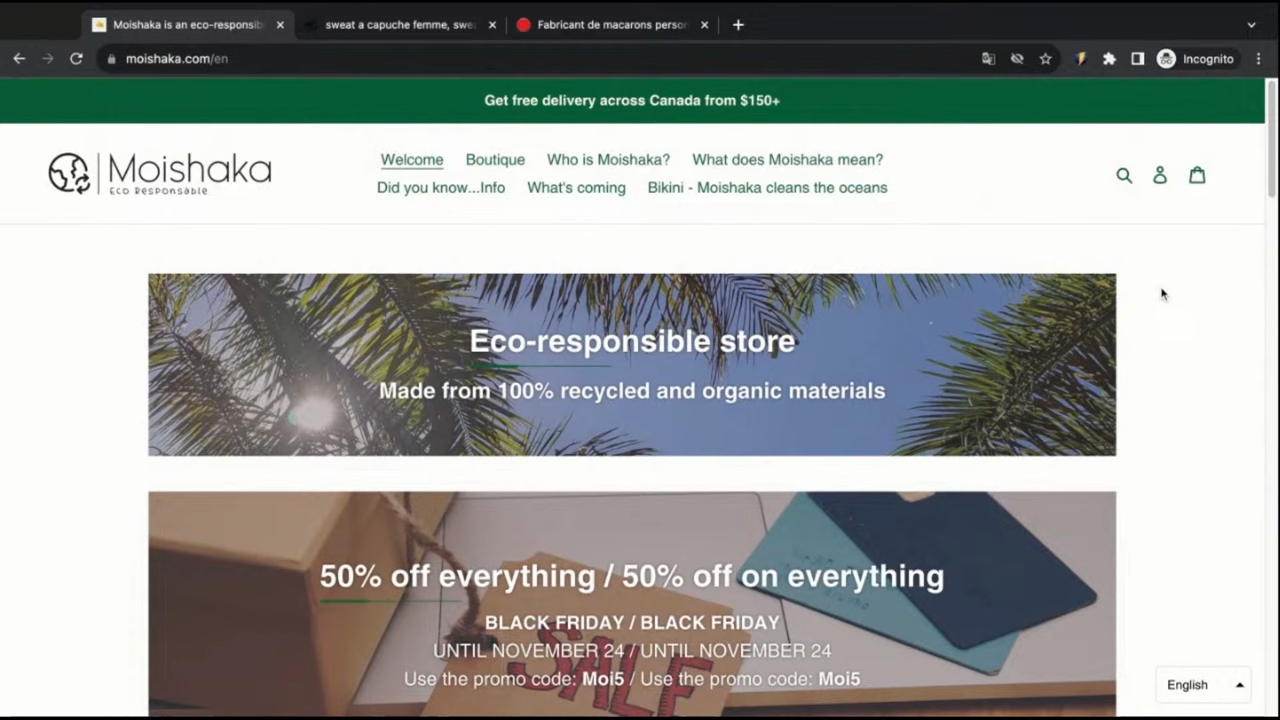 Moishaka is an eco-responsib
sweat a capuche femme, swe
Fabricant de macarons person
moishaka.com/en
Incognito
Get free delivery across Canada from $150+
Moishaka
Eco Responsable
Welcome Boutique Who is Moishaka? What does Moishaka mean?
Did you know...Info What's coming Bikini - Moishaka cleans the oceans
Eco-responsible store
Made from 100% recycled and organic materials
50% off everything / 50% off on everything
BLACK FRIDAY / BLACK FRIDAY
UNTIL NOVEMBER 24 / UNTIL NOVEMBER 24
Use the promo code: Moi5 / Use the promo code: Moi5
SALE
English